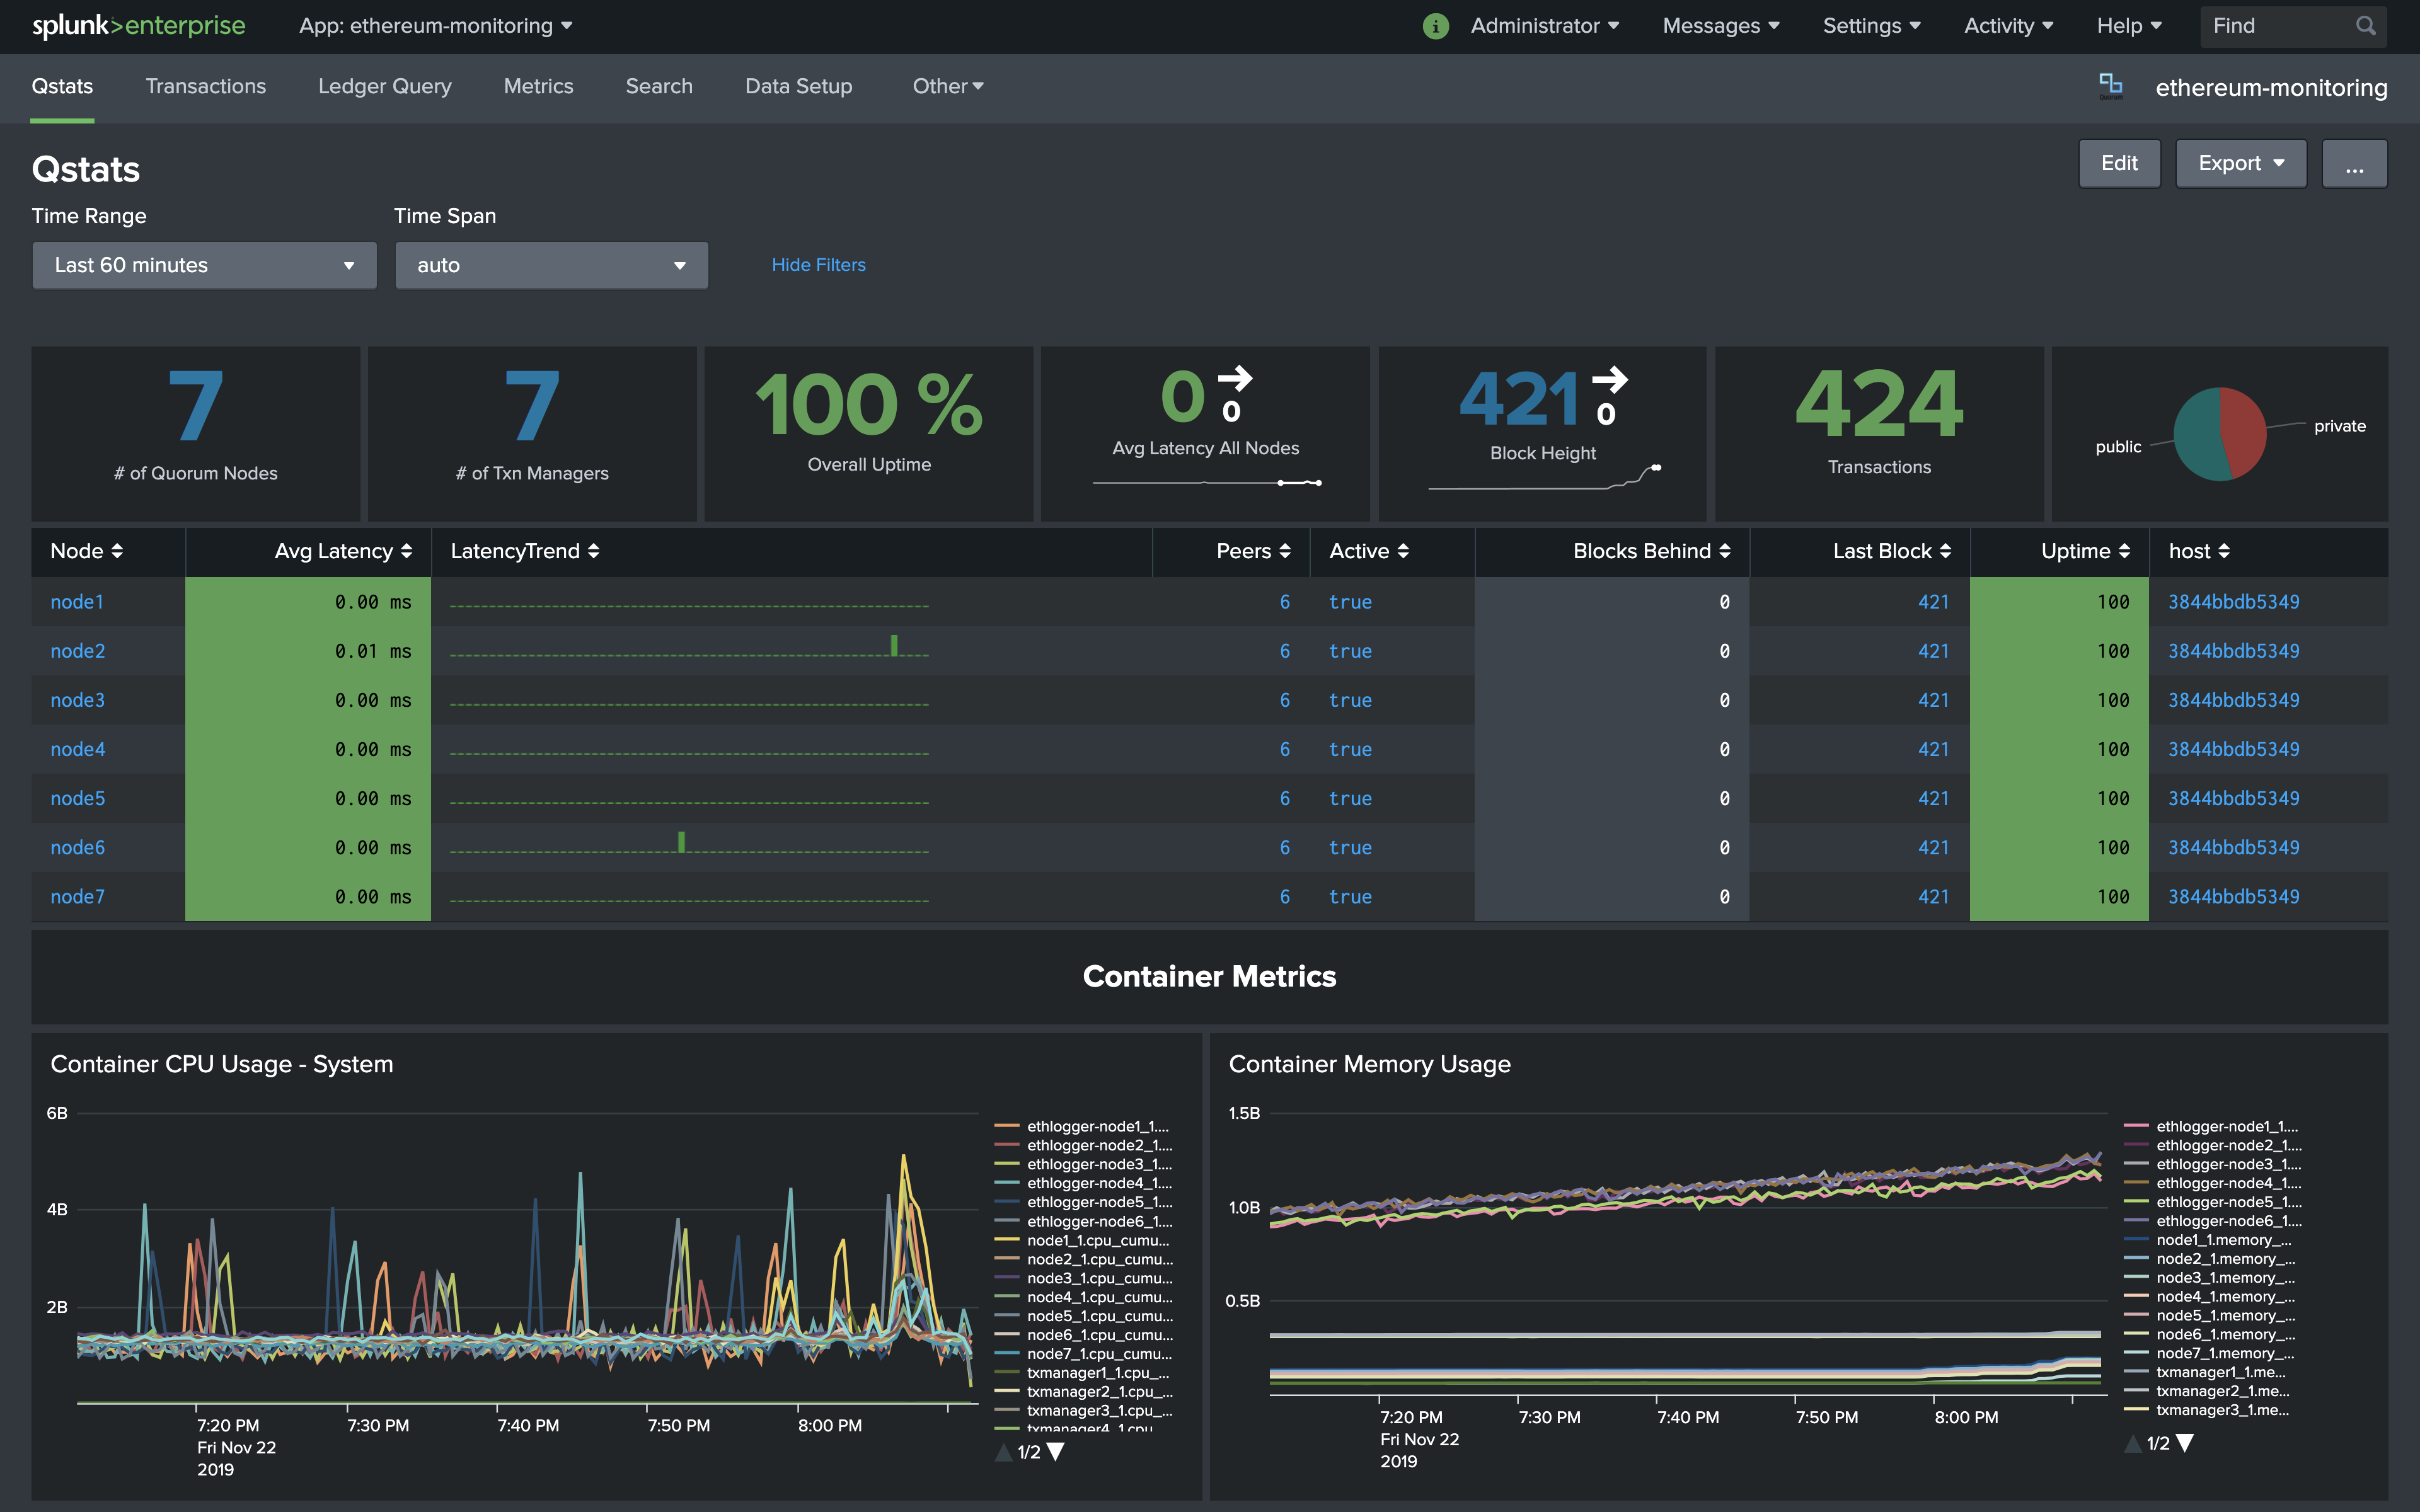 splunk>enterprise App: ethereum-monitoring i Administrator Messages Settings Activity Help Find
Qstats Transactions Ledger Query Metrics Search Data Setup Other ethereum-monitoring
Qstats
Edit Export ...
Time Range Time Span
Last 60 minutes auto Hide Filters
7 7 100 % 0 0 421 0 424
# of Quorum Nodes # of Txn Managers Overall Uptime Avg Latency All Nodes Block Height Transactions public private
Node Avg Latency LatencyTrend Peers Active Blocks Behind Last Block Uptime host
node1 0.00 ms 6 true 0 421 100 3844bbdb5349
node2 0.01 ms 6 true 0 421 100 3844bbdb5349
node3 0.00 ms 6 true 0 421 100 3844bbdb5349
node4 0.00 ms 6 true 0 421 100 3844bbdb5349
node5 0.00 ms 6 true 0 421 100 3844bbdb5349
node6 0.00 ms 6 true 0 421 100 3844bbdb5349
node7 0.00 ms 6 true 0 421 100 3844bbdb5349
Container Metrics
Container CPU Usage - System
6B
4B
2B
7:20 PM 7:30 PM 7:40 PM 7:50 PM 8:00 PM
Fri Nov 22
2019
ethlogger-node1_1....
ethlogger-node2_1....
ethlogger-node3_1....
ethlogger-node4_1....
ethlogger-node5_1....
ethlogger-node6_1....
node1_1.cpu_cumu...
node2_1.cpu_cumu...
node3_1.cpu_cumu...
node4_1.cpu_cumu...
node5_1.cpu_cumu...
node6_1.cpu_cumu...
node7_1.cpu_cumu...
txmanager1_1.cpu_...
txmanager2_1.cpu_...
txmanager3_1.cpu_...
txmanager4_1.cpu
1/2
Container Memory Usage
1.5B
1.0B
0.5B
7:20 PM 7:30 PM 7:40 PM 7:50 PM 8:00 PM
Fri Nov 22
2019
ethlogger-node1_1....
ethlogger-node2_1....
ethlogger-node3_1....
ethlogger-node4_1....
ethlogger-node5_1....
ethlogger-node6_1....
node1_1.memory_...
node2_1.memory_...
node3_1.memory_...
node4_1.memory_...
node5_1.memory_...
node6_1.memory_...
node7_1.memory_...
txmanager1_1.me...
txmanager2_1.me...
txmanager3_1.me...
1/2